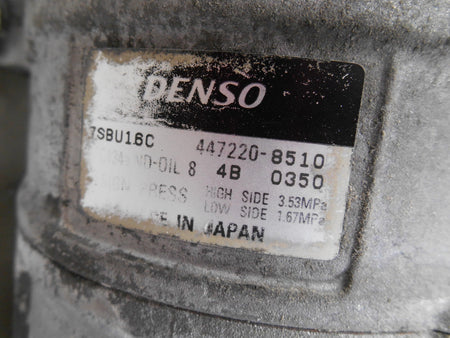 DENSO
7SBU16C 447220-8510
ND-OIL 8 4B 0350
PRESS HIGH SIDE 3.53MPa
LOW SIDE 1.67MPa
IN JAPAN